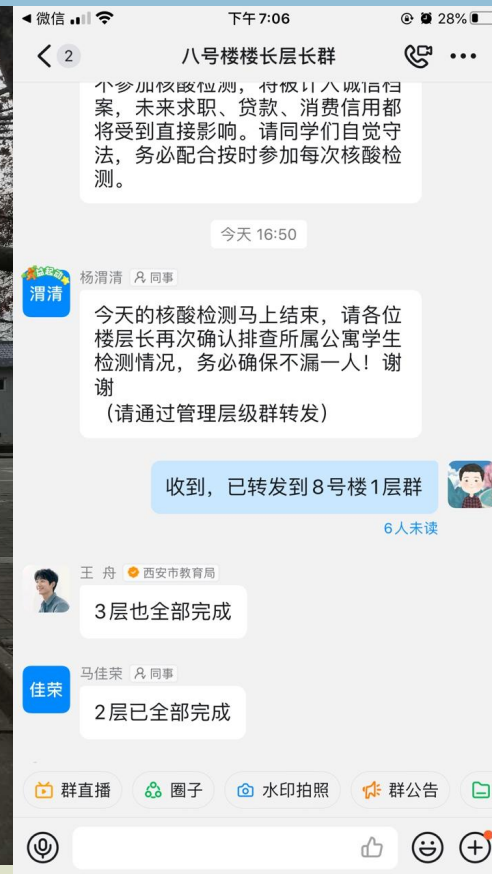 微信
下午7:06
28%
2
八号楼楼长层长群
不参加核酸检测，将被计入诚信档
案，未来求职、贷款、消费信用都
将受到直接影响。请同学们自觉守
法，务必配合按时参加每次核酸检
测。
今天 16:50
渭清
杨渭清 同事
今天的核酸检测马上结束，请各位
楼层长再次确认排查所属公寓学生
检测情况，务必确保不漏一人！谢
谢
（请通过管理层级群转发）
收到，已转发到8号楼1层群
6人未读
王 舟 西安市教育局
3层也全部完成
佳荣
马佳荣 同事
2层已全部完成
群直播 圈子 水印拍照 群公告